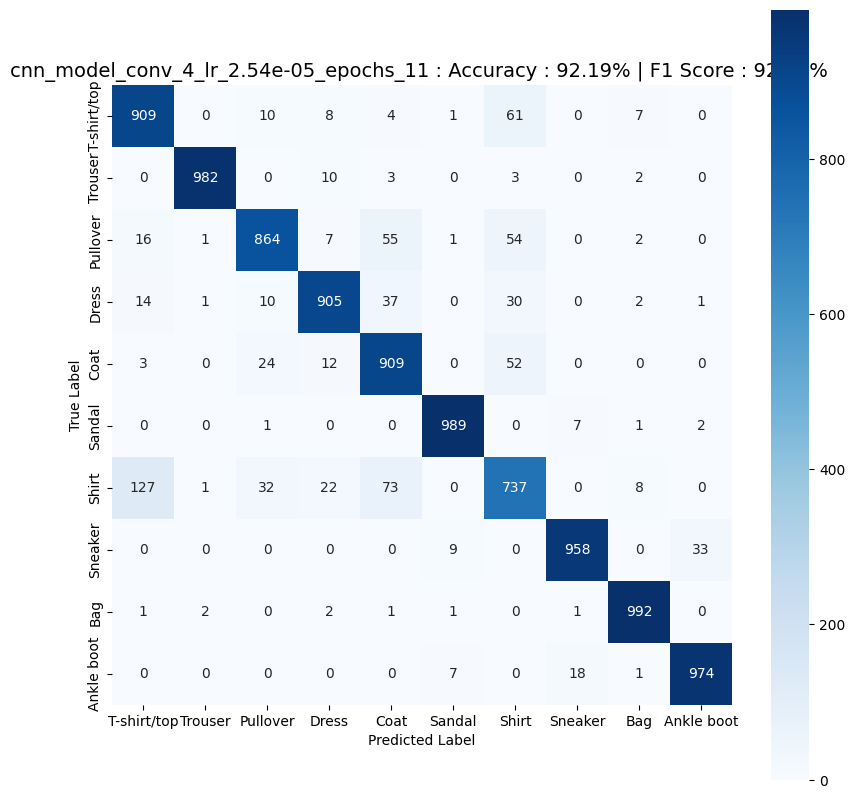 cnn_model_conv_4_lr_2.54e-05_epochs_11 : Accuracy : 92.19% | F1 Score :
T-shirt/top 909 0 10 8 4 1 61 0 7 0
Trouser 0 982 0 10 3 0 3 0 2 0
Pullover 16 1 864 7 55 1 54 0 2 0
Dress 14 1 10 905 37 0 30 0 2 1
Coat 3 0 24 12 909 0 52 0 0 0
Sandal 0 0 1 0 0 989 0 7 1 2
Shirt 127 1 32 22 73 0 737 0 8 0
Sneaker 0 0 0 0 0 9 0 958 0 33
Bag 1 2 0 2 1 1 0 1 992 0
Ankle boot 0 0 0 0 0 7 0 18 1 974
True Label
T-shirt/top Trouser Pullover Dress Coat Sandal Shirt Sneaker Bag Ankle boot
Predicted Label
800
600
400
200
0